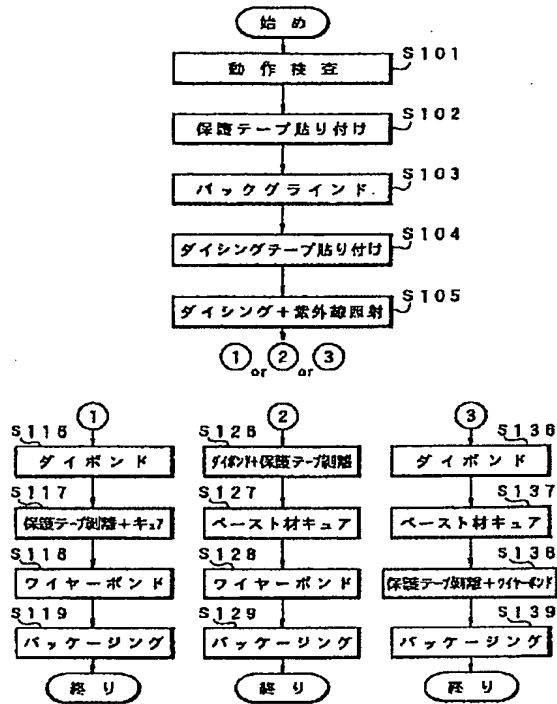 始め
S101
動作検査
S102
保護テープ貼り付け
S103
バックグラインド.
S104
ダイシングテープ貼り付け
S105
ダイシング+紫外線照射
① or ② or ③
①
S116
ダイボンド
S117
保護テープ剥離+キュア
S118
ワイヤーボンド
S119
パッケージング
終り
②
S126
ダイボンド+保護テープ剥離
S127
ペースト材キュア
S128
ワイヤーボンド
S129
パッケージング
終り
③
S136
ダイボンド
S137
ペースト材キュア
S138
保護テープ剥離+ワイヤーボンド
S139
パッケージング
終り